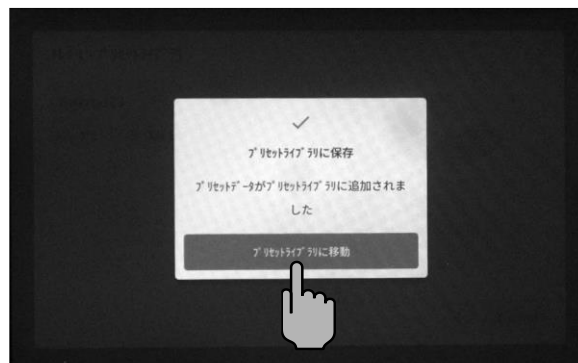 ﾌﾟﾘｾｯﾄﾗｲﾌﾞﾗﾘに保存
ﾌﾟﾘｾｯﾄﾃﾞｰﾀがﾌﾟﾘｾｯﾄﾗｲﾌﾞﾗﾘに追加されま
した
ﾌﾟﾘｾｯﾄﾗｲﾌﾞﾗﾘに移動